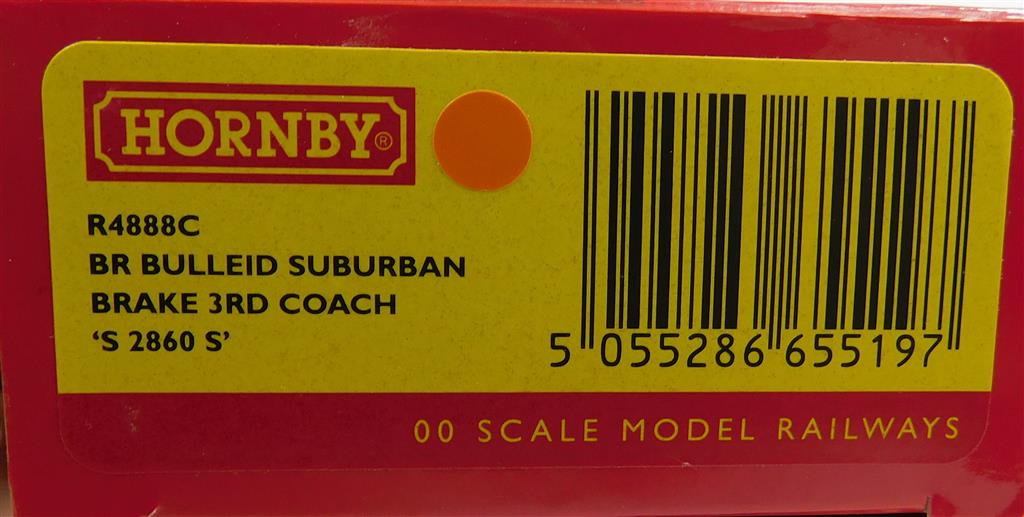 HORNBY®
R4888C
BR BULLEID SUBURBAN
BRAKE 3RD COACH
‘S 2860 S’
5 055286 655197
00 SCALE MODEL RAILWAYS